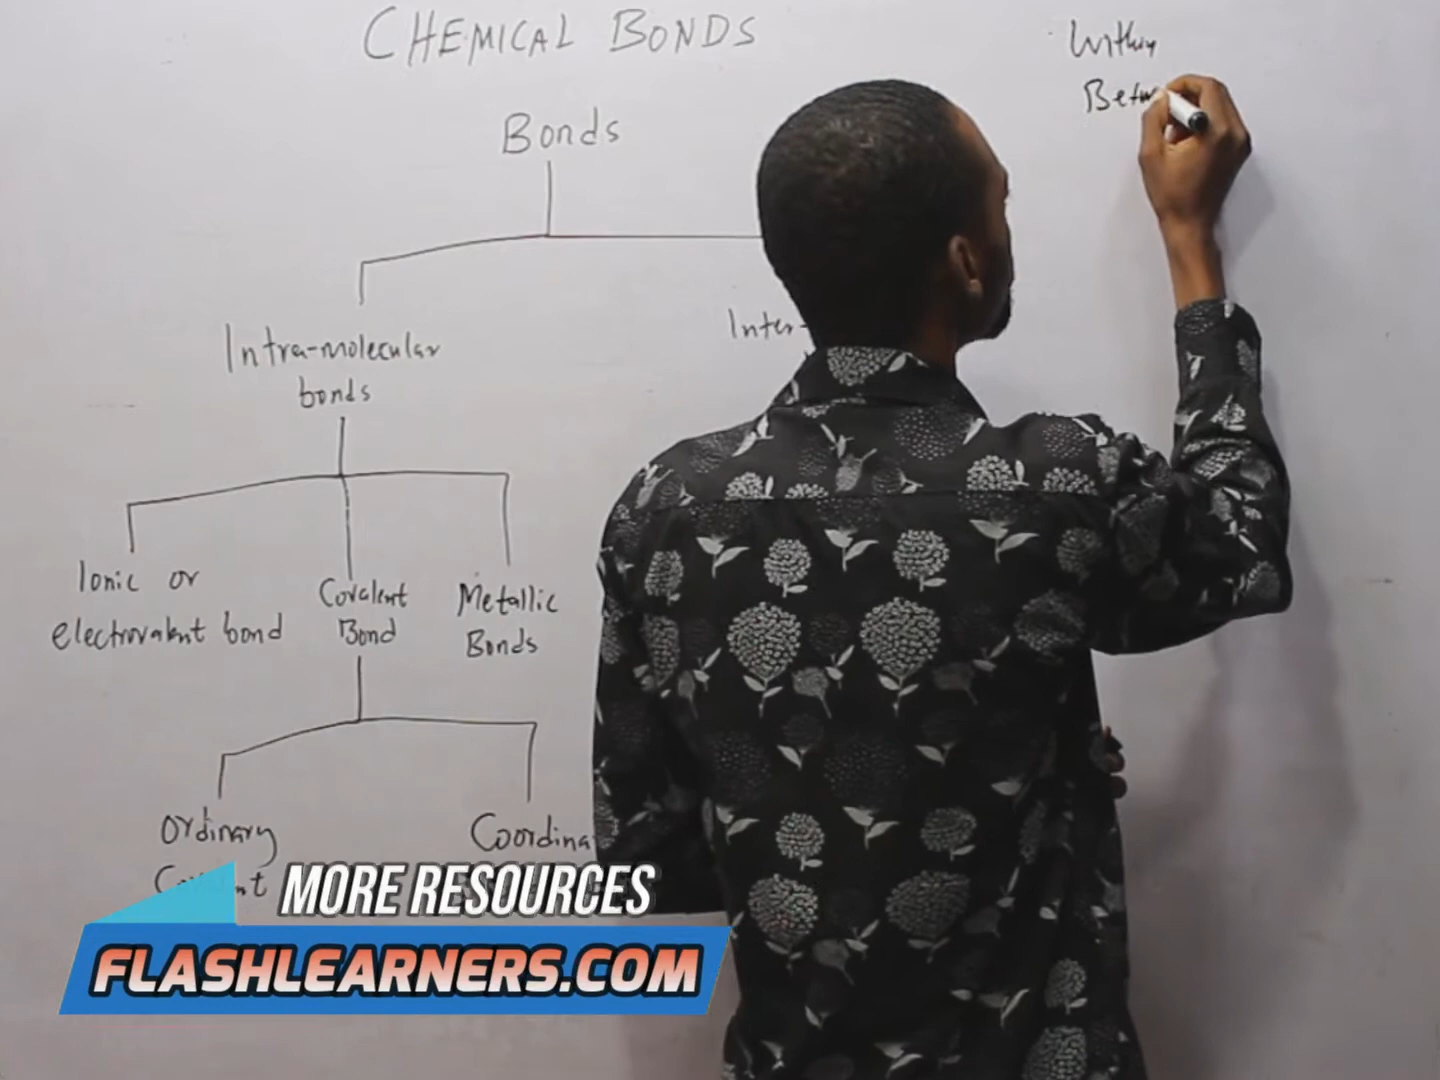 CHEMICAL BONDS
Within
Betw
Bonds
Inter-
Intra-molecular
bonds
Ionic or
electrovalent bond
Covalent
Bond
Metallic
Bonds
Ordinary
Coordina
MORE RESOURCES
FLASHLEARNERS.COM